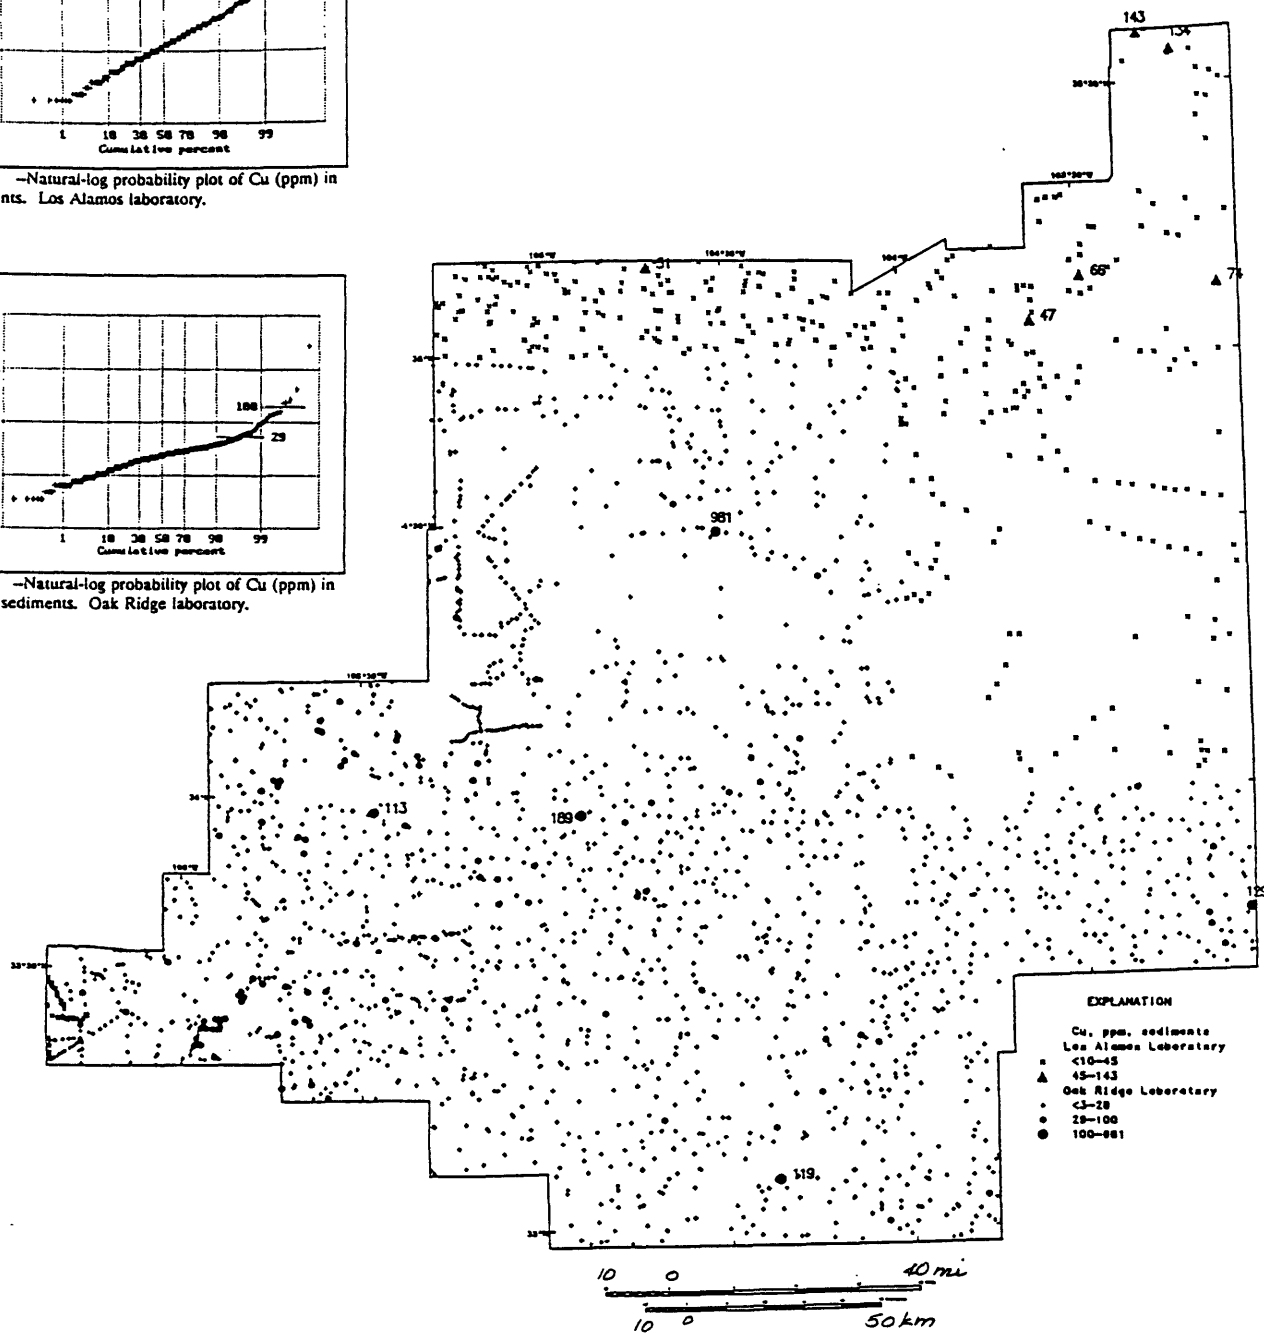 1 10 30 50 70 90 99
Cumulative percent
—Natural-log probability plot of Cu (ppm) in
nts. Los Alamos laboratory.
100
29
1 10 30 50 70 90 99
Cumulative percent
—Natural-log probability plot of Cu (ppm) in
sediments. Oak Ridge laboratory.
143
134
66
74
47
981
113
189
119
EXPLANATION
Cu, ppm, sediments
Los Alamos Laboratory
<10-45
45-143
Oak Ridge Laboratory
<3-28
29-100
100-981
10 0 40 mi
10 0 50 km